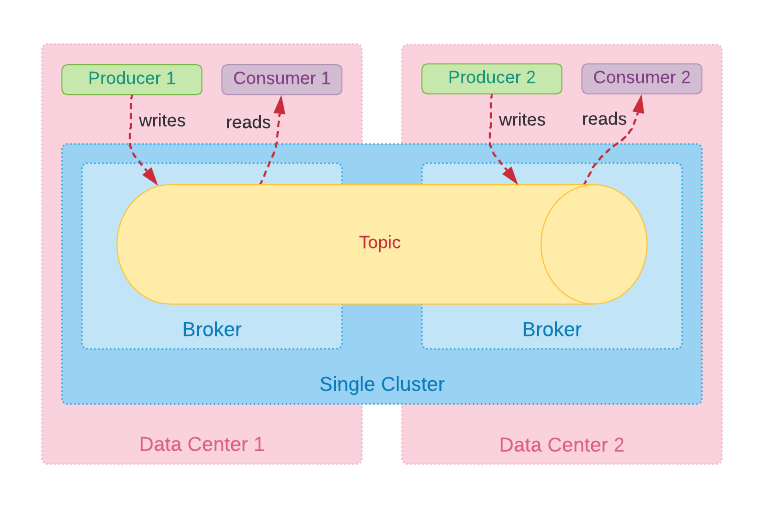 Producer 1
Consumer 1
Producer 2
Consumer 2
writes
reads
writes
reads
Topic
Broker
Broker
Single Cluster
Data Center 1
Data Center 2